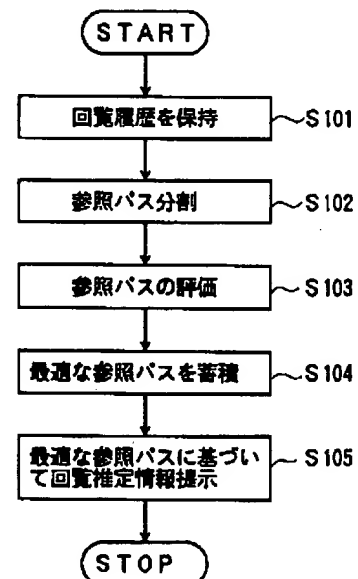 START
回覧履歴を保持 S101
参照パス分割 S102
参照パスの評価 S103
最適な参照パスを蓄積 S104
最適な参照パスに基づい S105
て回覧推定情報提示
STOP